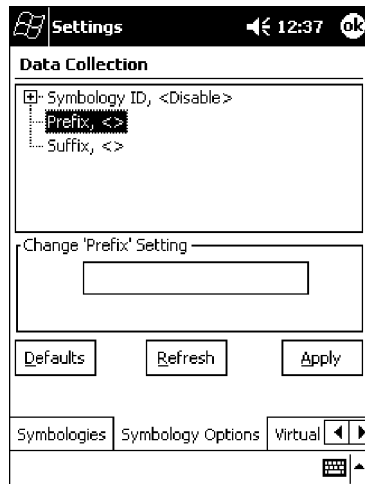 Settings 12:37 ok
Data Collection
Symbology ID, <Disable>
Prefix, <>
Suffix, <>
Change 'Prefix' Setting
Defaults Refresh Apply
Symbologies Symbology Options Virtual